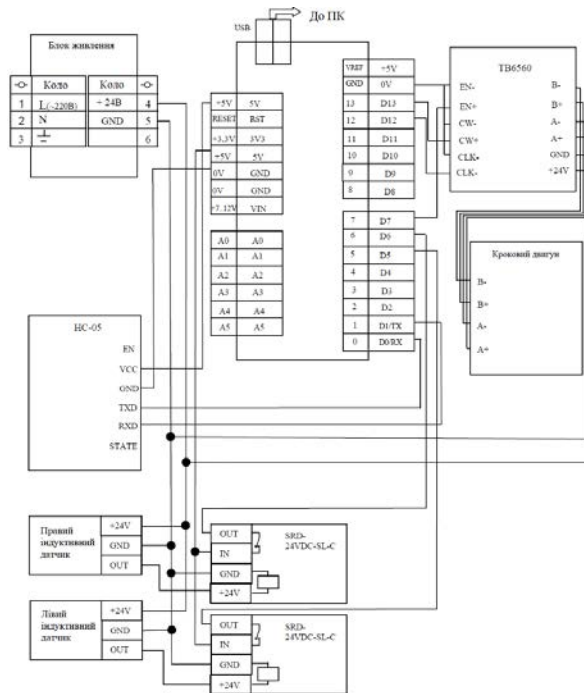 USB
До ПК
Блок живлення
Коло
Коло
1
L(~220В)
+ 24В
4
2
N
GND
5
3
6
+5V
5V
RESET
RST
+3.3V
3V3
+5V
5V
0V
GND
0V
GND
+7..12V
VIN
A0
A0
A1
A1
A2
A2
A3
A3
A4
A4
A5
A5
VREF
+5V
GND
0V
13
D13
12
D12
11
D11
10
D10
9
D9
8
D8
7
D7
6
D6
5
D5
4
D4
3
D3
2
D2
1
D1/TX
0
D0/RX
TB6560
EN-
EN+
CW-
CW+
CLK+
CLK-
B-
B+
A-
A+
GND
+24V
Кроковий двигун
B-
B+
A-
A+
HC-05
EN
VCC
GND
TXD
RXD
STATE
Правий
індуктивний
датчик
+24V
GND
OUT
OUT
IN
GND
+24V
SRD-
24VDC-SL-C
Лівий
індуктивний
датчик
+24V
GND
OUT
OUT
IN
GND
+24V
SRD-
24VDC-SL-C